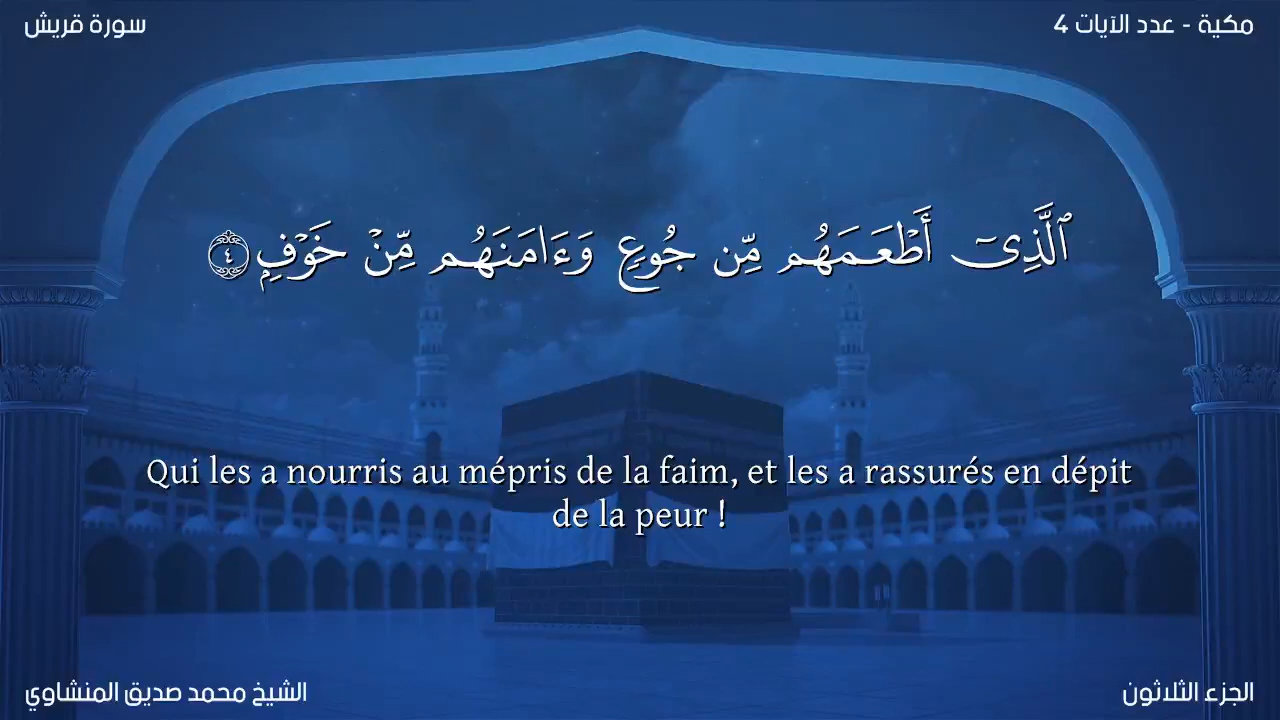 سورة قريش
مكية - عدد الآيات 4
ٱلَّذِىٓ أَطْعَمَهُم مِّن جُوعٍ وَءَامَنَهُم مِّنْ خَوْفٍۭ ٤
Qui les a nourris au mépris de la faim, et les a rassurés en dépit
de la peur !
الشيخ محمد صديق المنشاوي
الجزء الثلاثون